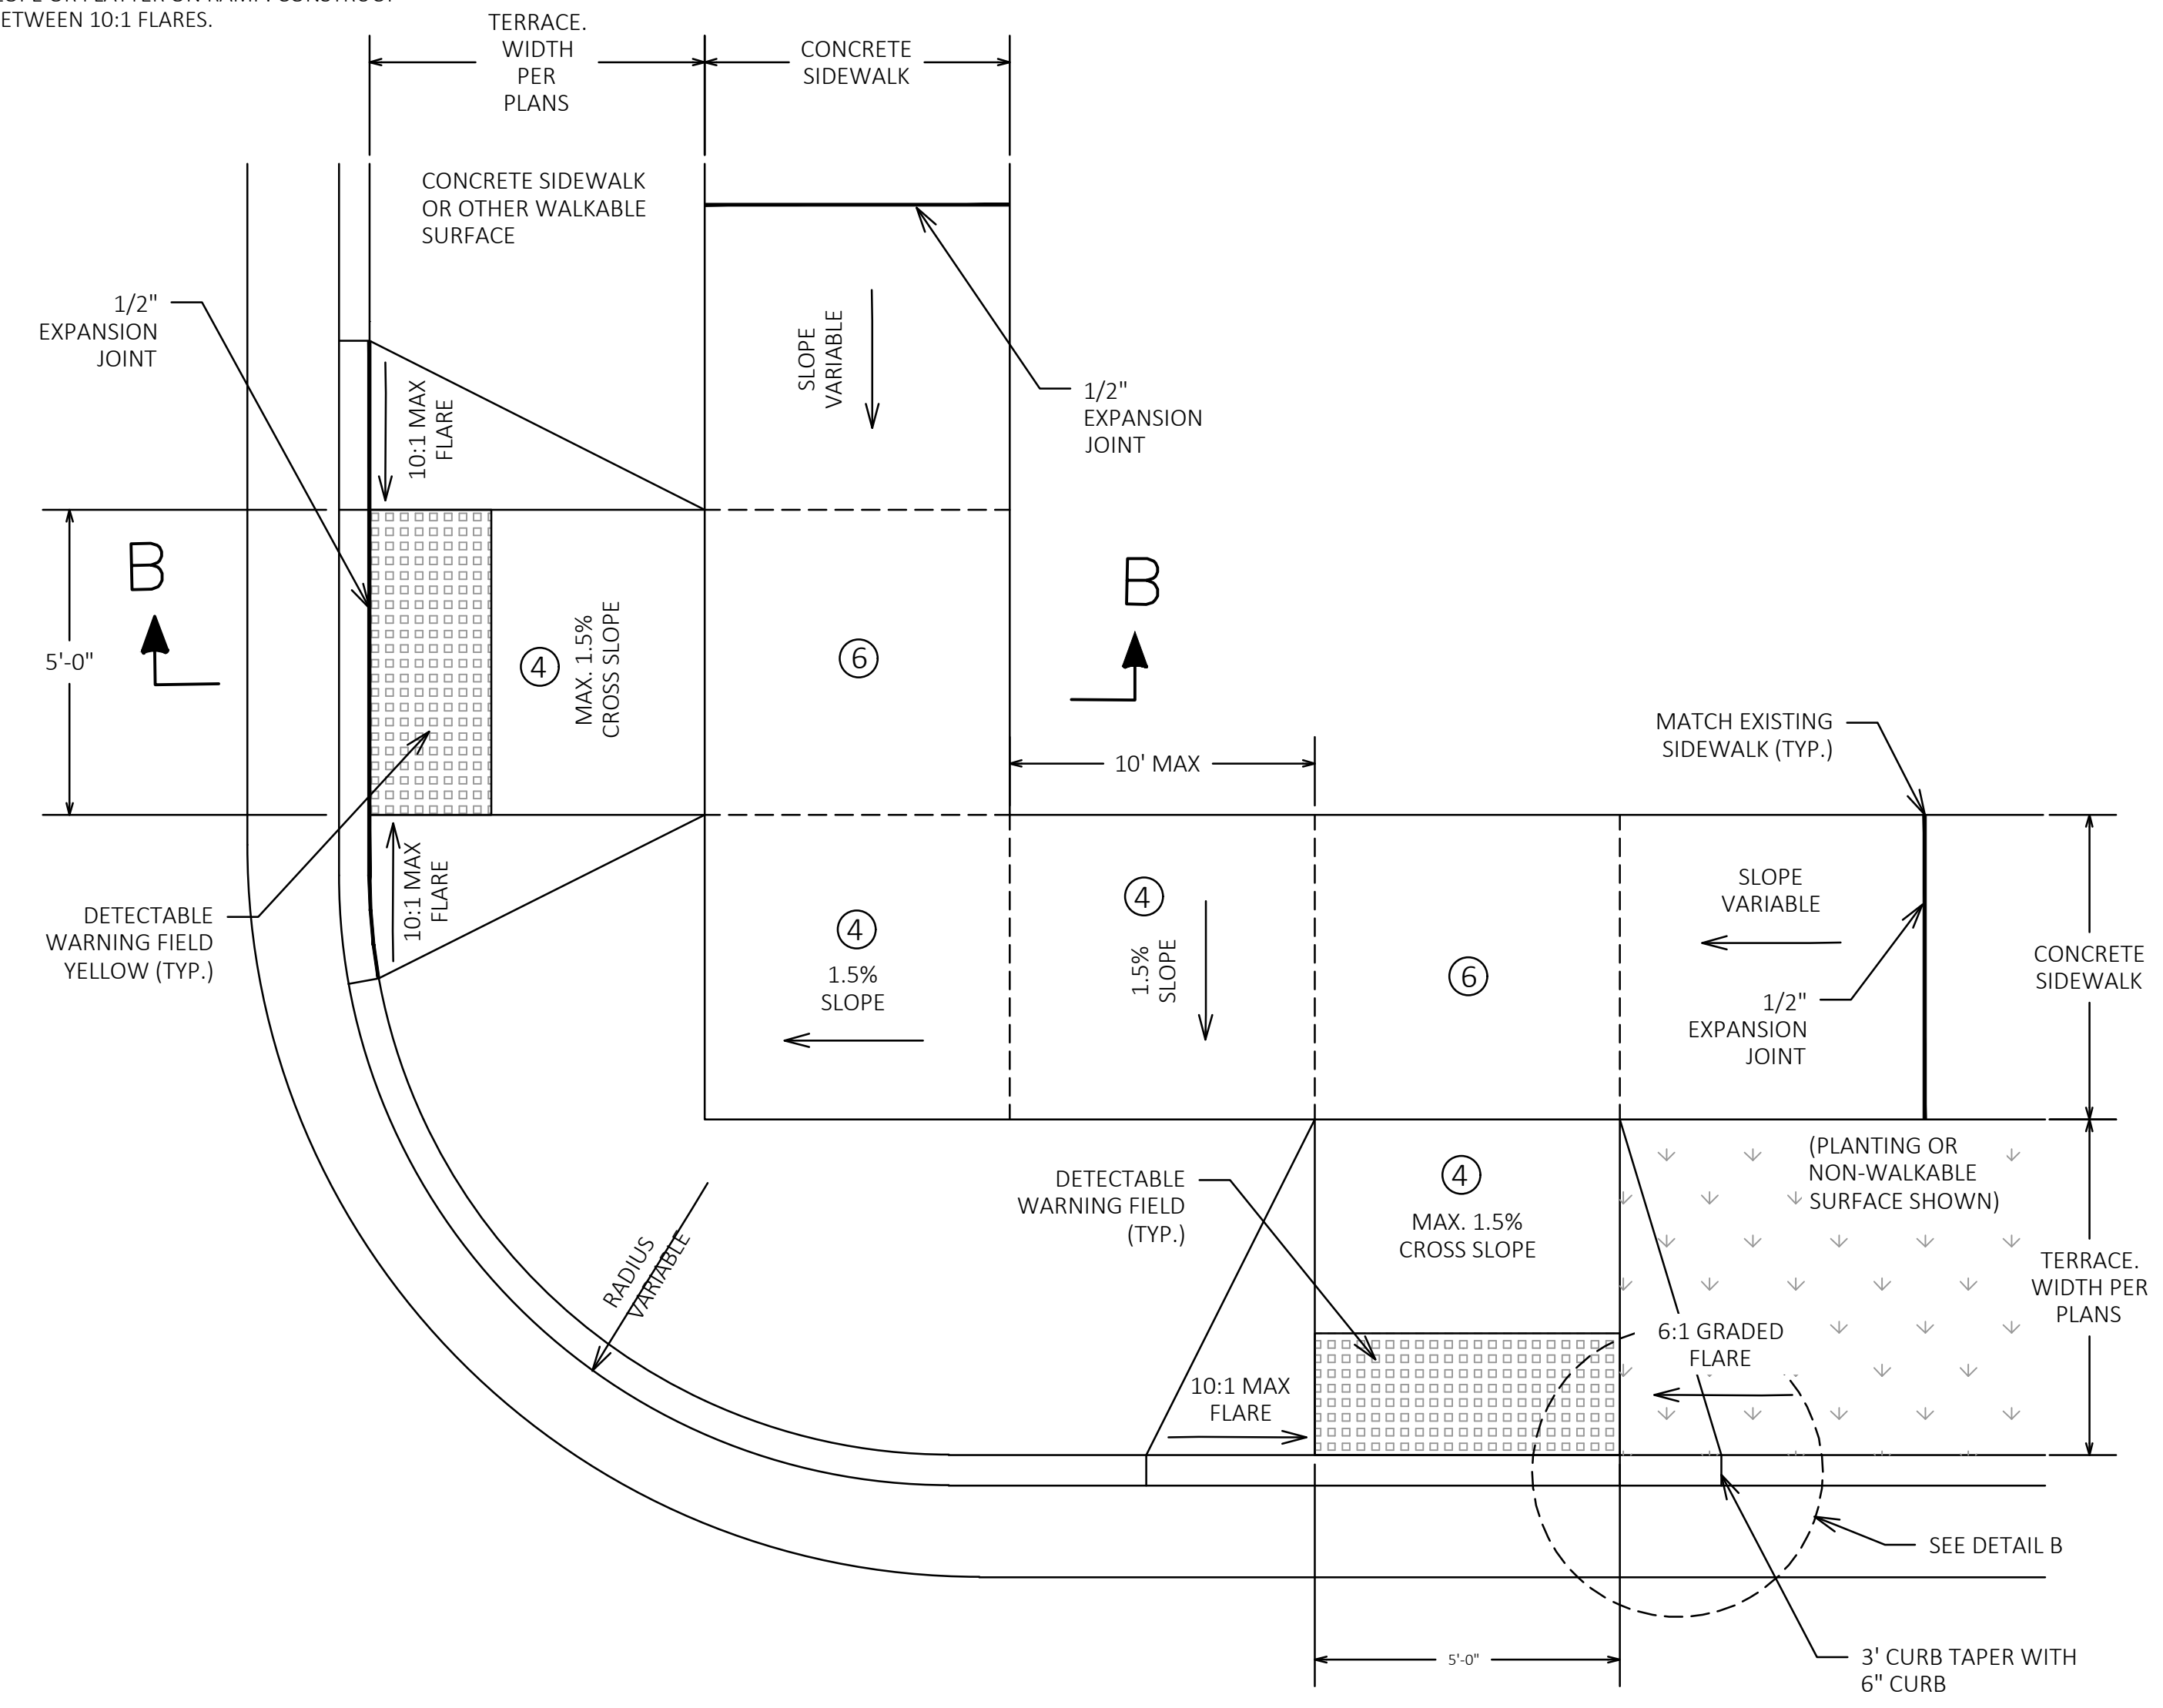 ETWEEN 10:1 FLARES.
TERRACE.
WIDTH
PER
PLANS
CONCRETE
SIDEWALK
CONCRETE SIDEWALK
OR OTHER WALKABLE
SURFACE
1/2"
EXPANSION
JOINT
10:1 MAX
FLARE
SLOPE
VARIABLE
1/2"
EXPANSION
JOINT
B
B
5'-0"
4
MAX. 1.5%
CROSS SLOPE
6
10' MAX
MATCH EXISTING
SIDEWALK (TYP.)
10:1 MAX
FLARE
DETECTABLE
WARNING FIELD
YELLOW (TYP.)
4
1.5%
SLOPE
4
1.5%
SLOPE
6
SLOPE
VARIABLE
1/2"
EXPANSION
JOINT
CONCRETE
SIDEWALK
(PLANTING OR
NON-WALKABLE
SURFACE SHOWN)
DETECTABLE
WARNING FIELD
(TYP.)
4
MAX. 1.5%
CROSS SLOPE
RADIUS
VARIABLE
TERRACE.
WIDTH PER
PLANS
6:1 GRADED
FLARE
10:1 MAX
FLARE
SEE DETAIL B
5'-0"
3' CURB TAPER WITH
6" CURB